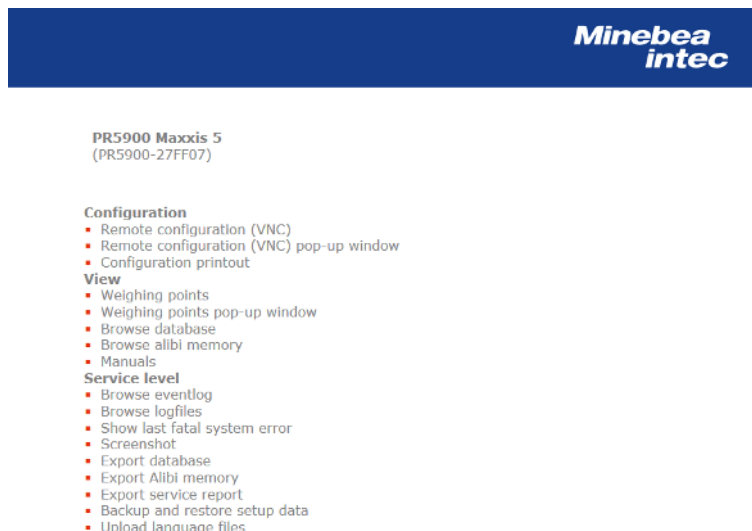 Minebea
intec
PR5900 Maxxis 5
(PR5900-27FF07)
Configuration
Remote configuration (VNC)
Remote configuration (VNC) pop-up window
Configuration printout
View
Weighing points
Weighing points pop-up window
Browse database
Browse alibi memory
Manuals
Service level
Browse eventlog
Browse logfiles
Show last fatal system error
Screenshot
Export database
Export Alibi memory
Export service report
Backup and restore setup data
Upload language files